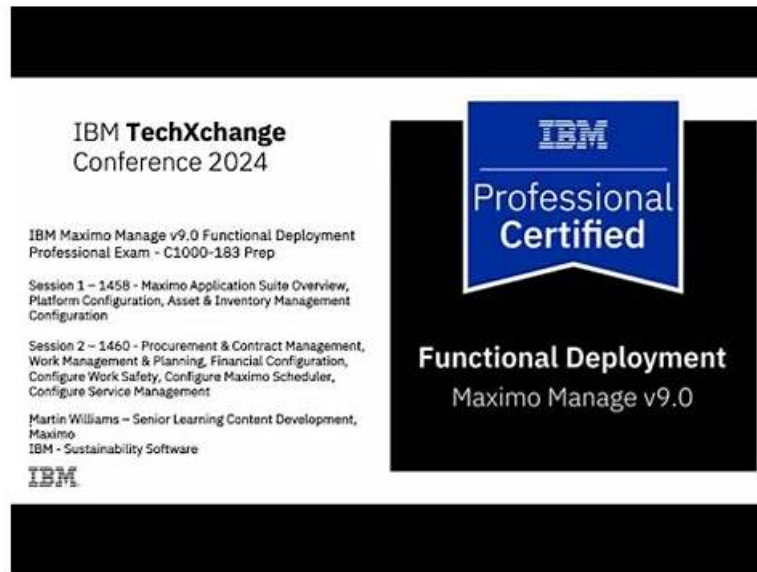 IBM TechXchange
Conference 2024
IBM Maximo Manage v9.0 Functional Deployment
Professional Exam - C1000-183 Prep
Session 1 – 1458 - Maximo Application Suite Overview,
Platform Configuration, Asset & Inventory Management
Configuration
Session 2 – 1460 - Procurement & Contract Management,
Work Management & Planning, Financial Configuration,
Configure Work Safety, Configure Maximo Scheduler,
Configure Service Management
Martin Williams – Senior Learning Content Development,
Maximo
IBM - Sustainability Software
IBM
IBM
Professional
Certified
Functional Deployment
Maximo Manage v9.0